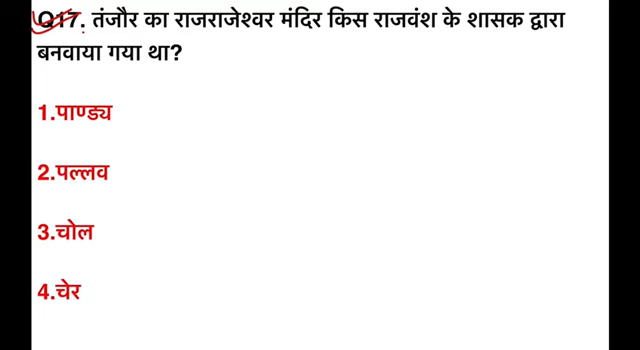 Q17. तंजौर का राजराजेश्वर मंदिर किस राजवंश के शासक द्वारा
बनवाया गया था?
1.पाण्ड्य
2.पल्लव
3.चोल
4.चेर